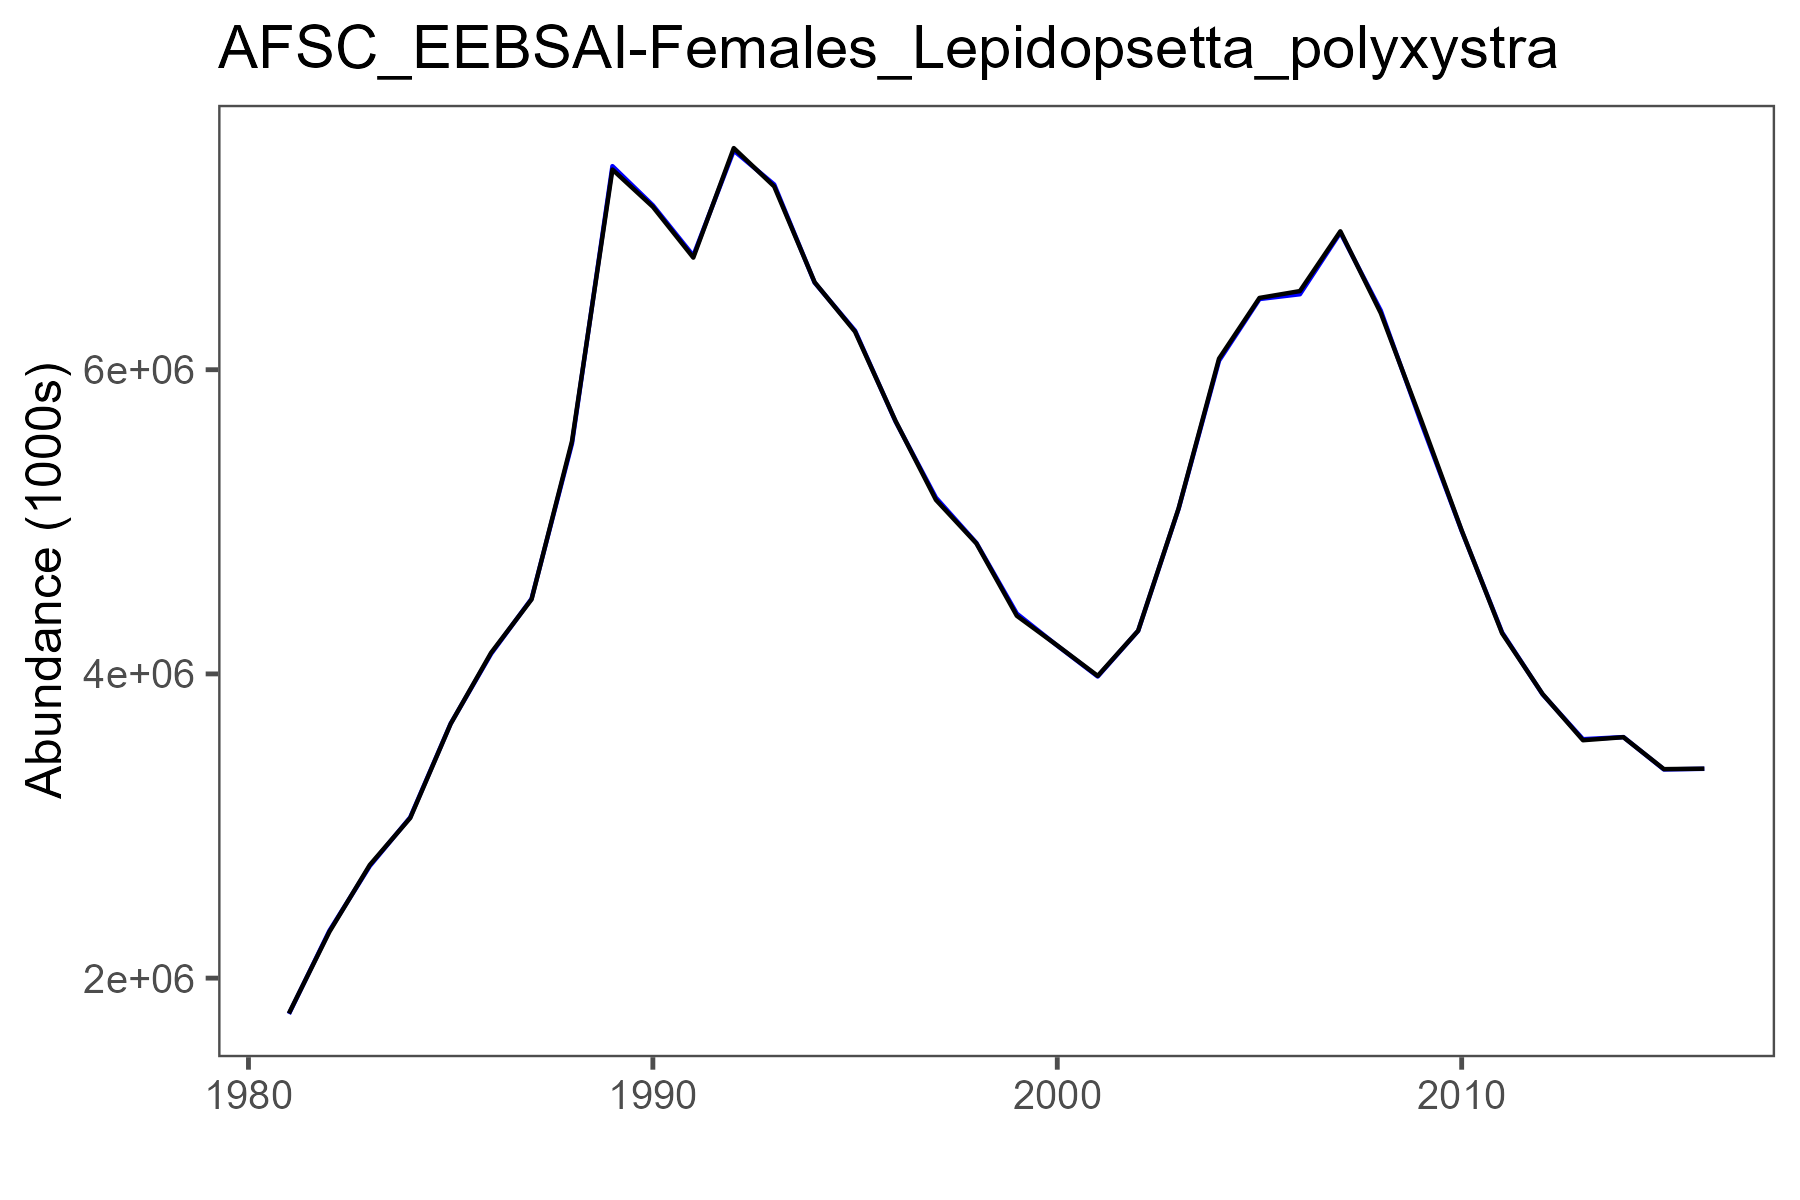 AFSC_EEBSAI-Females_Lepidopsetta_polyxystra
Abundance (1000s)
6e+06
4e+06
2e+06
1980
1990
2000
2010